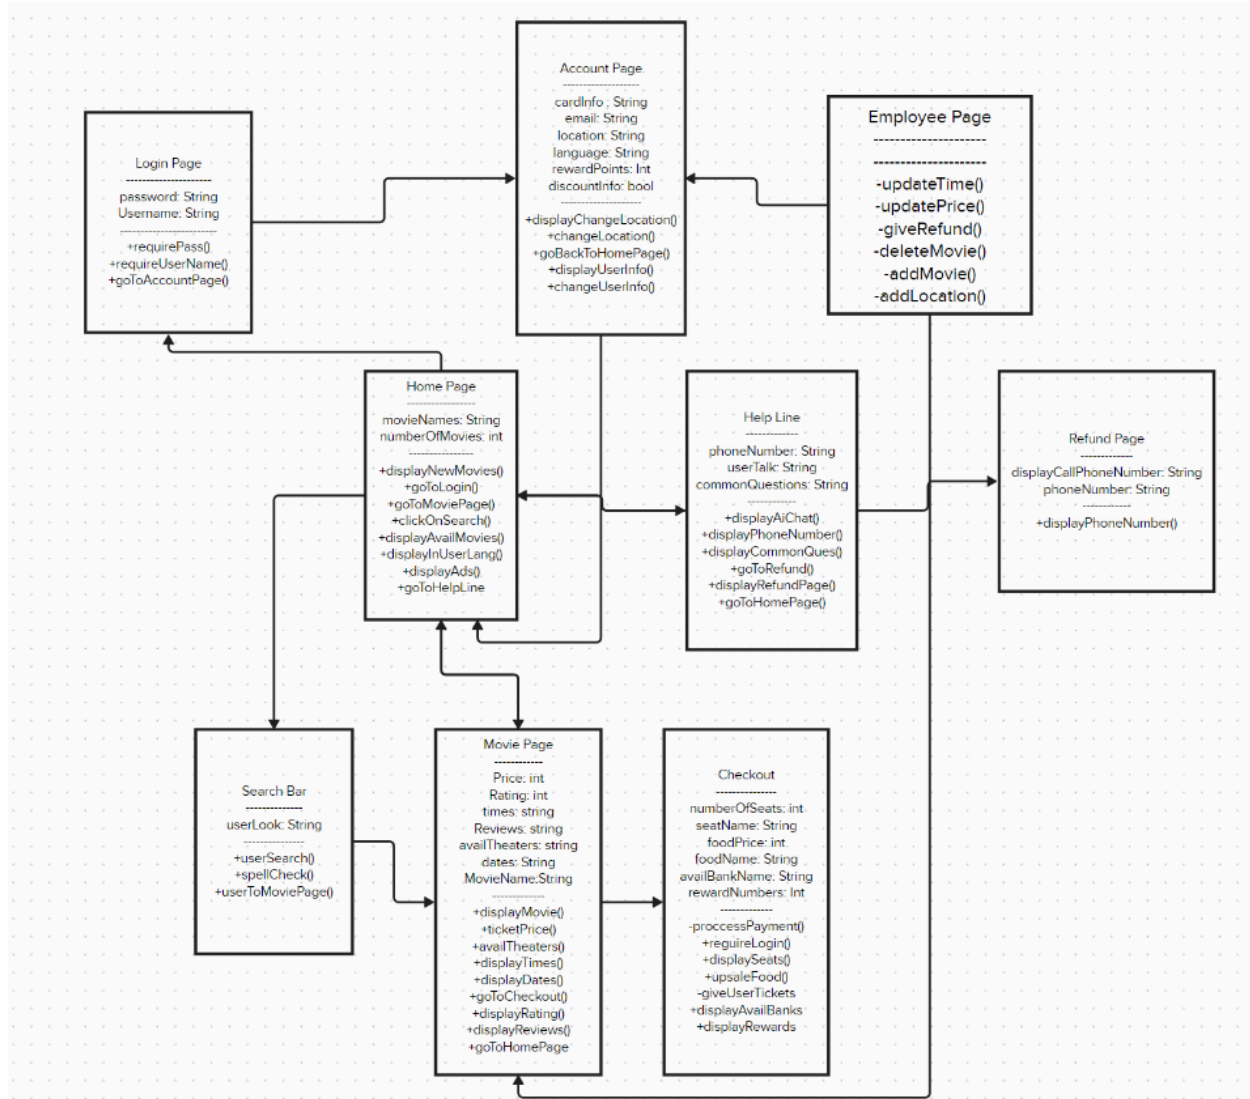 Account Page
--------------------
cardInfo : String
email: String
location: String
language: String
rewardPoints: Int
discountInfo: bool
---------------------
+displayChangeLocation()
+changeLocation()
+goBackToHomePage()
+displayUserInfo()
+changeUserInfo()
Employee Page
---------------------
---------------------
-updateTime()
-updatePrice()
-giveRefund()
-deleteMovie()
-addMovie()
-addLocation()
Login Page
---------------------
password: String
Username: String
------------------------
+requirePass()
+requireUserName()
+goToAccountPage()
Home Page
------------------
movieNames: String
numberOfMovies: int
-----------------
+displayNewMovies()
+goToLogin()
+goToMoviePage()
+clickOnSearch()
+displayAvailMovies()
+displayInUserLang()
+displayAds()
+goToHelpLine
Help Line
-------------
phoneNumber: String
userTalk: String
commonQuestions: String
------------
+displayAiChat()
+displayPhoneNumber()
+displayCommonQues()
+goToRefund()
+displayRefundPage()
+goToHomePage()
Refund Page
-------------
displayCallPhoneNumber: String
phoneNumber: String
------------
+displayPhoneNumber()
Search Bar
--------------
userLook: String
---------------
+userSearch()
+spellCheck()
+userToMoviePage()
Movie Page
------------
Price: int
Rating: int
times: string
Reviews: string
availTheaters: string
dates: String
MovieName:String
-------------
+displayMovie()
+ticketPrice()
+availTheaters()
+displayTimes()
+displayDates()
+goToCheckout()
+displayRating()
+displayReviews()
+goToHomePage
Checkout
---------------
numberOfSeats: int
seatName: String
foodPrice: int
foodName: String
availBankName: String
rewardNumbers: Int
-------------
-proccessPayment()
+reguireLogin()
+displaySeats()
+upsaleFood()
-giveUserTickets
+displayAvailBanks
+displayRewards